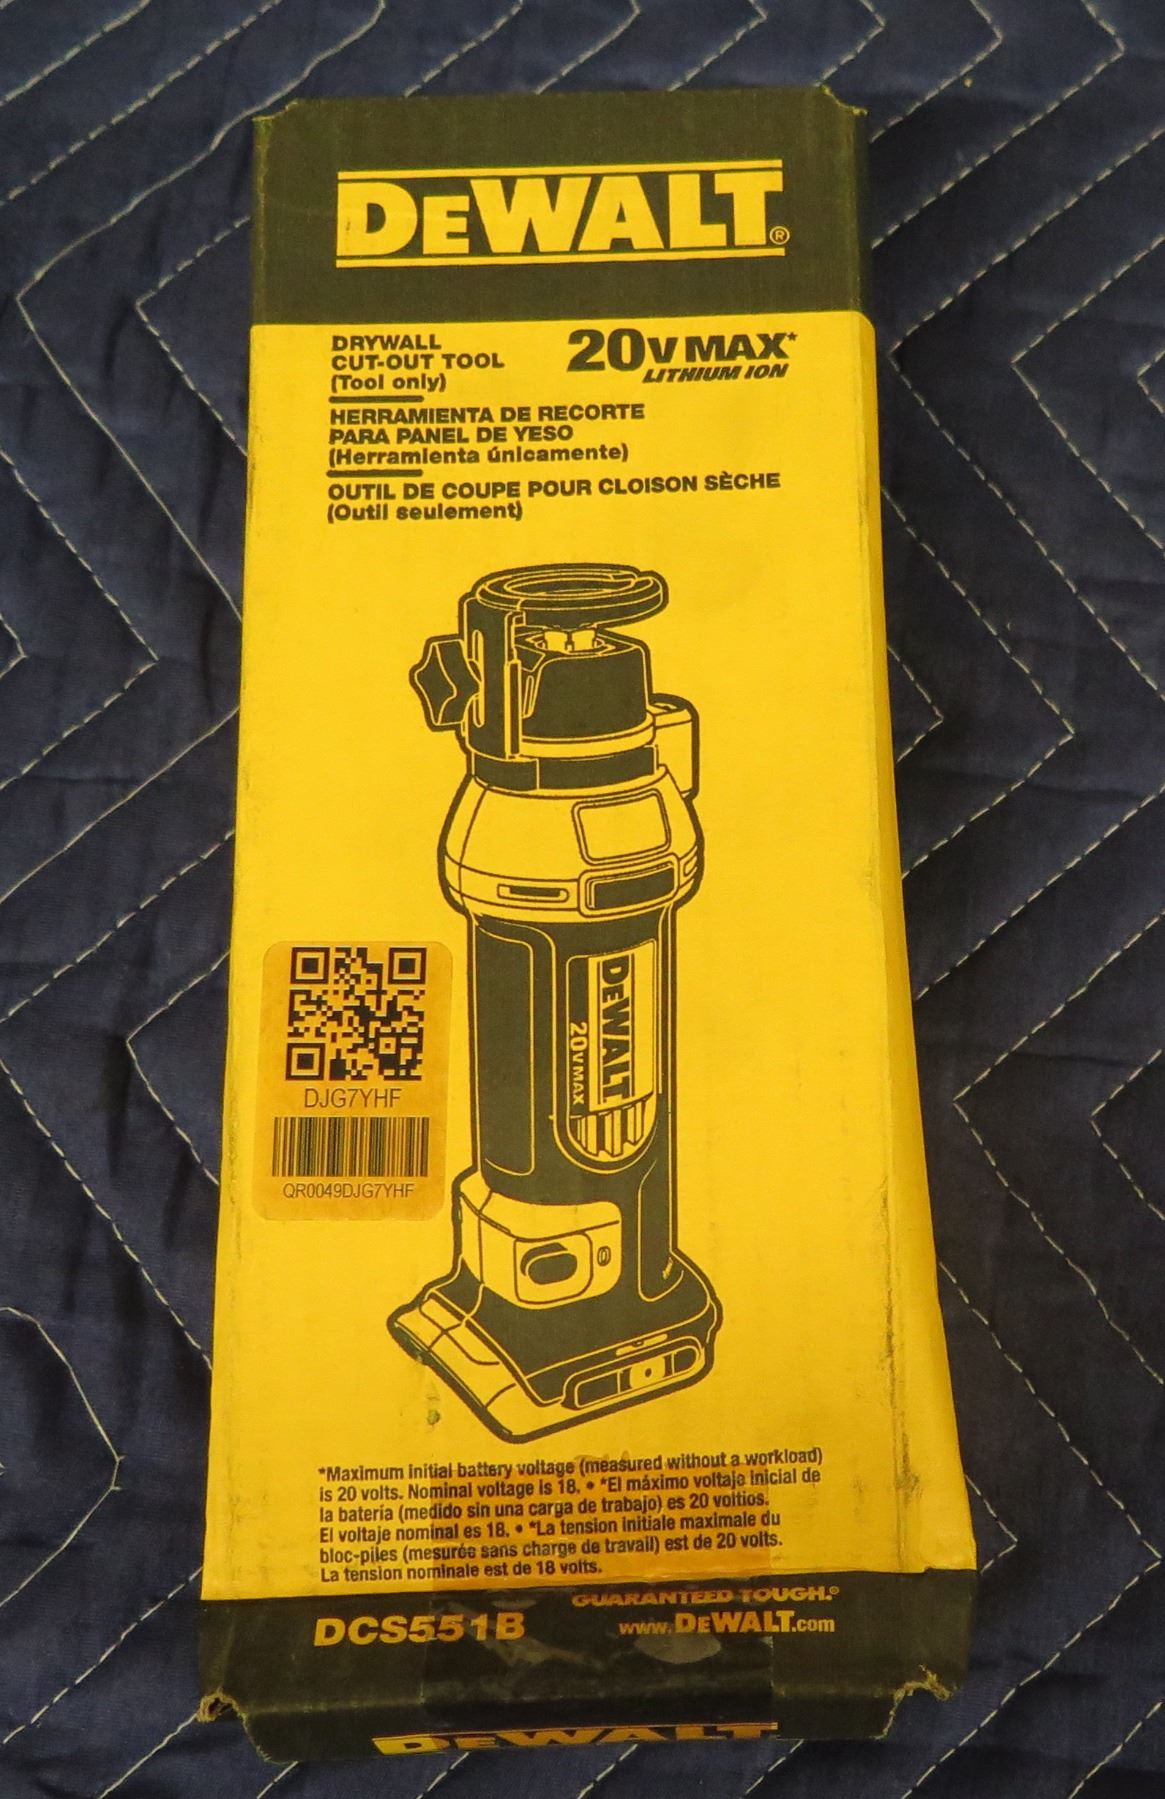 DEWALT®
DRYWALL
CUT-OUT TOOL
(Tool only)
20V MAX*
LITHIUM ION
HERRAMIENTA DE RECORTE
PARA PANEL DE YESO
(Herramienta únicamente)
OUTIL DE COUPE POUR CLOISON SÈCHE
(Outil seulement)
DEWALT
20V MAX
DJG7YHF
QR0049DJG7YHF
*Maximum initial battery voltage (measured without a workload)
is 20 volts. Nominal voltage is 18. • *El máximo voltaje inicial de
la batería (medido sin una carga de trabajo) es 20 voltios.
El voltaje nominal es 18. • *La tension initiale maximale du
bloc-piles (mesurée sans charge de travail) est de 20 volts.
La tension nominale est de 18 volts.
GUARANTEED TOUGH.®
DCS551B
www.DEWALT.com
DEWALT